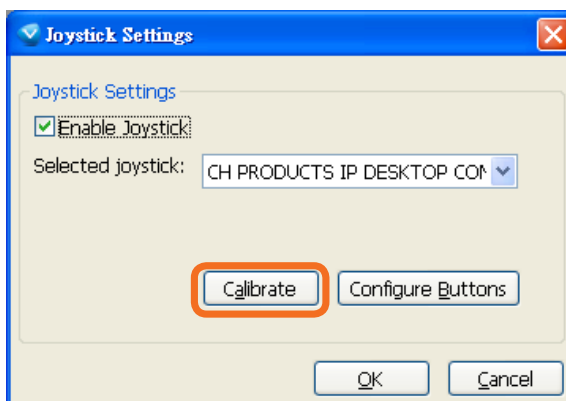 Joystick Settings
Joystick Settings
Enable Joystick
Selected joystick: CH PRODUCTS IP DESKTOP CON
Calibrate Configure Buttons
OK Cancel